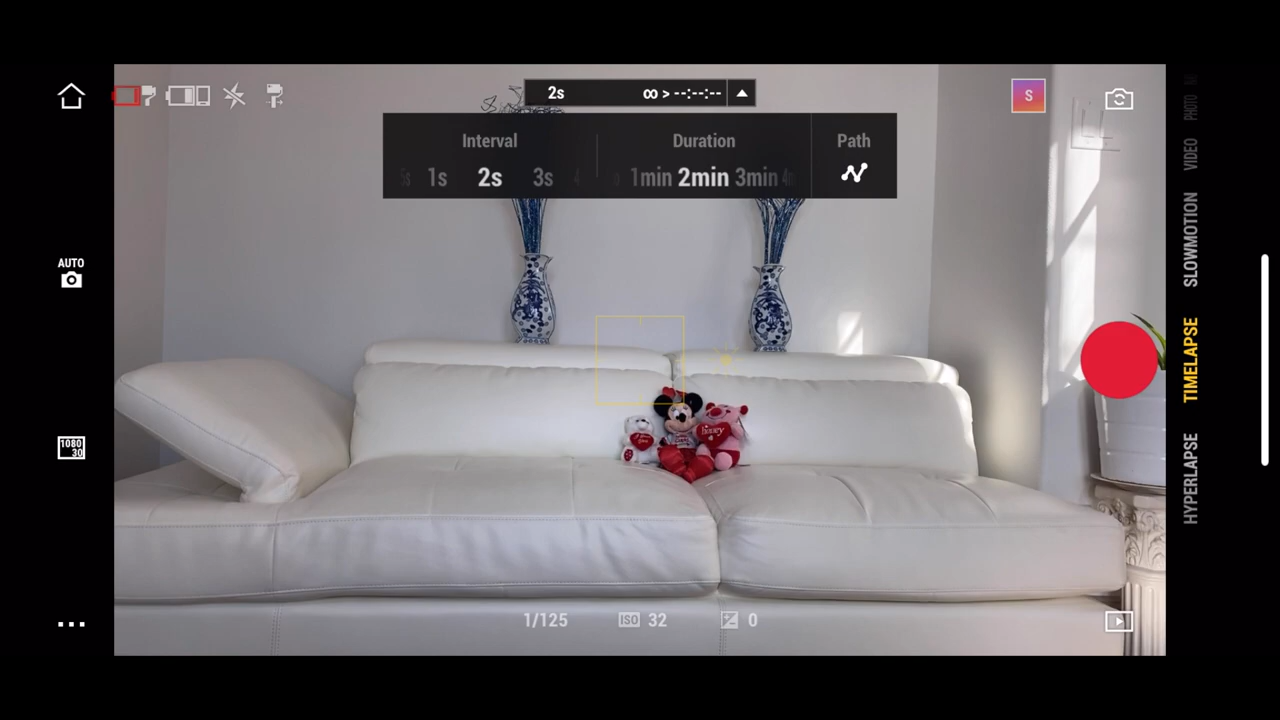 2s ∞ > --:--:--
S
Interval Duration Path
1s 2s 3s 1min 2min 3min
AUTO
1080
30
PHOTO
VIDEO
SLOWMOTION
TIMELAPSE
HYPERLAPSE
honey
1/125 ISO 32 0